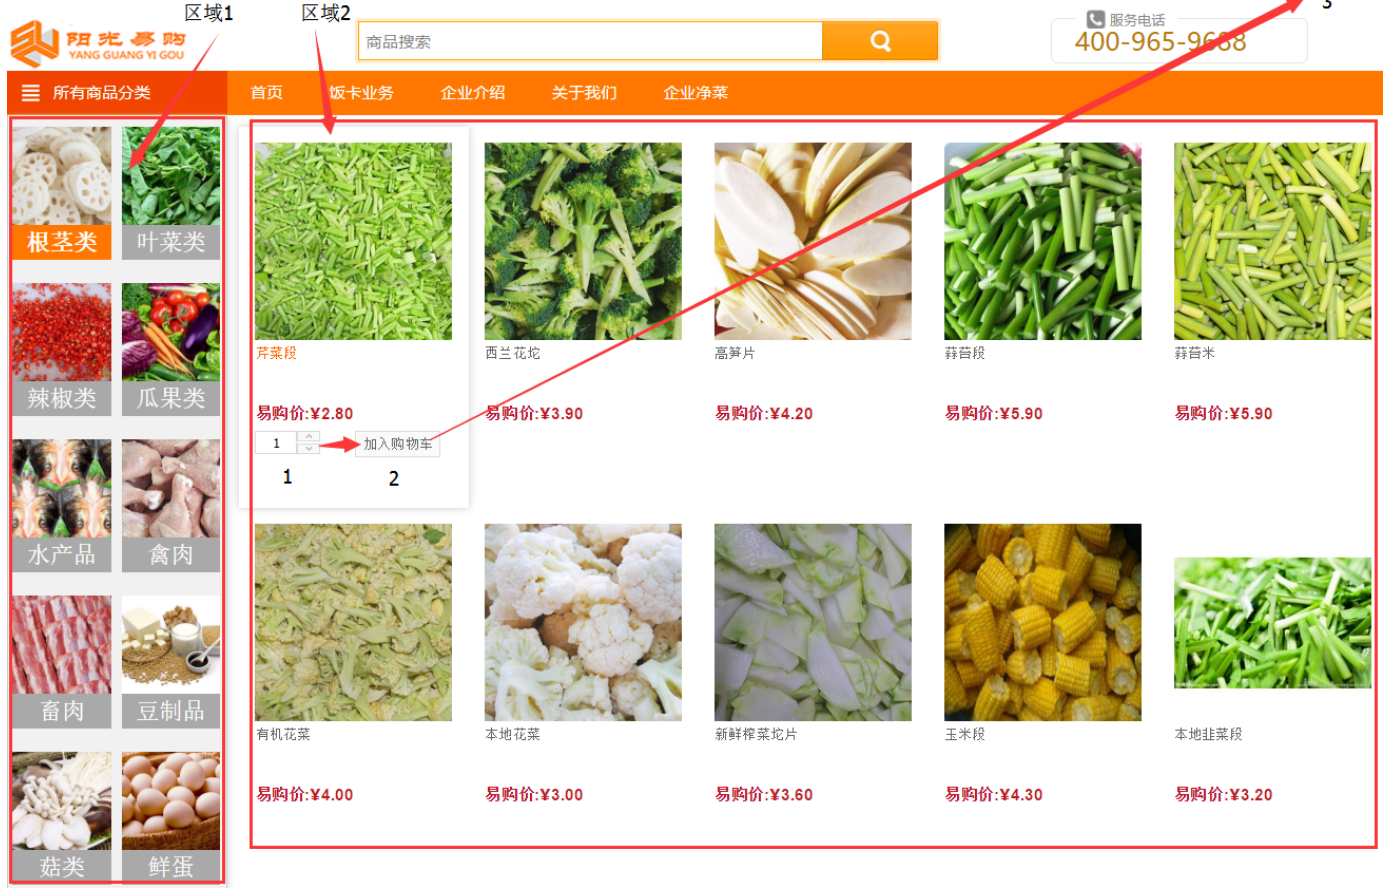 区域1
区域2
3
阳光易购
YANG GUANG YI GOU
商品搜索
服务电话
400-965-9688
所有商品分类
首页
饭卡业务
企业介绍
关于我们
企业净菜
根茎类
叶菜类
辣椒类
瓜果类
水产品
禽肉
畜肉
豆制品
菇类
鲜蛋
芹菜段
西兰花坨
高笋片
蒜苔段
蒜苔米
易购价:¥2.80
易购价:¥3.90
易购价:¥4.20
易购价:¥5.90
易购价:¥5.90
1
加入购物车
1
2
有机花菜
本地花菜
新鲜榨菜坨片
玉米段
本地韭菜段
易购价:¥4.00
易购价:¥3.00
易购价:¥3.60
易购价:¥4.30
易购价:¥3.20